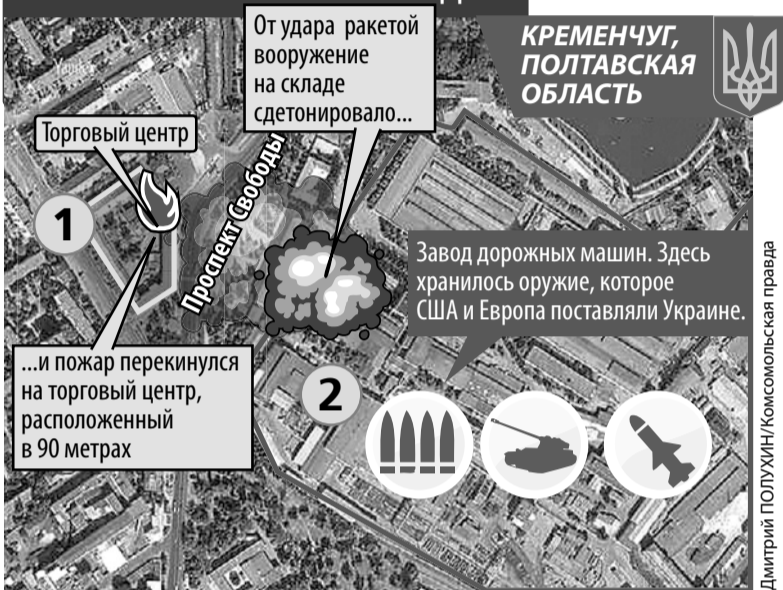 От удара ракетой
вооружение
на складе
сдетонировало...
КРЕМЕНЧУГ,
ПОЛТАВСКАЯ
ОБЛАСТЬ
Торговый центр
1
Проспект Свободы
Завод дорожных машин. Здесь
хранилось оружие, которое
США и Европа поставляли Украине.
...и пожар перекинулся
на торговый центр,
расположенный
в 90 метрах
2
Дмитрий ПОЛУХИН/Комсомольская правда